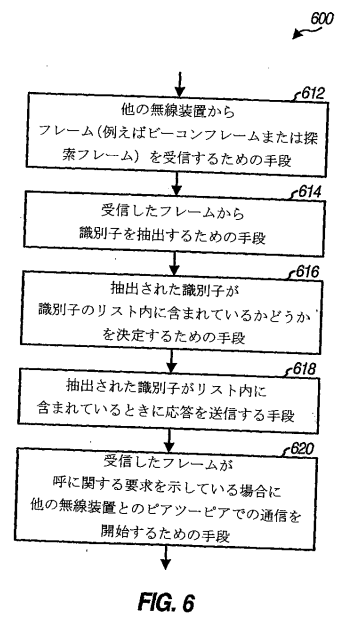 600
612
他の無線装置から
フレーム（例えばビーコンフレームまたは探
索フレーム）を受信するための手段
614
受信したフレームから
識別子を抽出するための手段
616
抽出された識別子が
識別子のリスト内に含まれているかどうか
を決定するための手段
618
抽出された識別子がリスト内に
含まれているときに応答を送信する手段
620
受信したフレームが
呼に関する要求を示している場合に
他の無線装置とのピアツーピアでの通信を
開始するための手段
FIG. 6